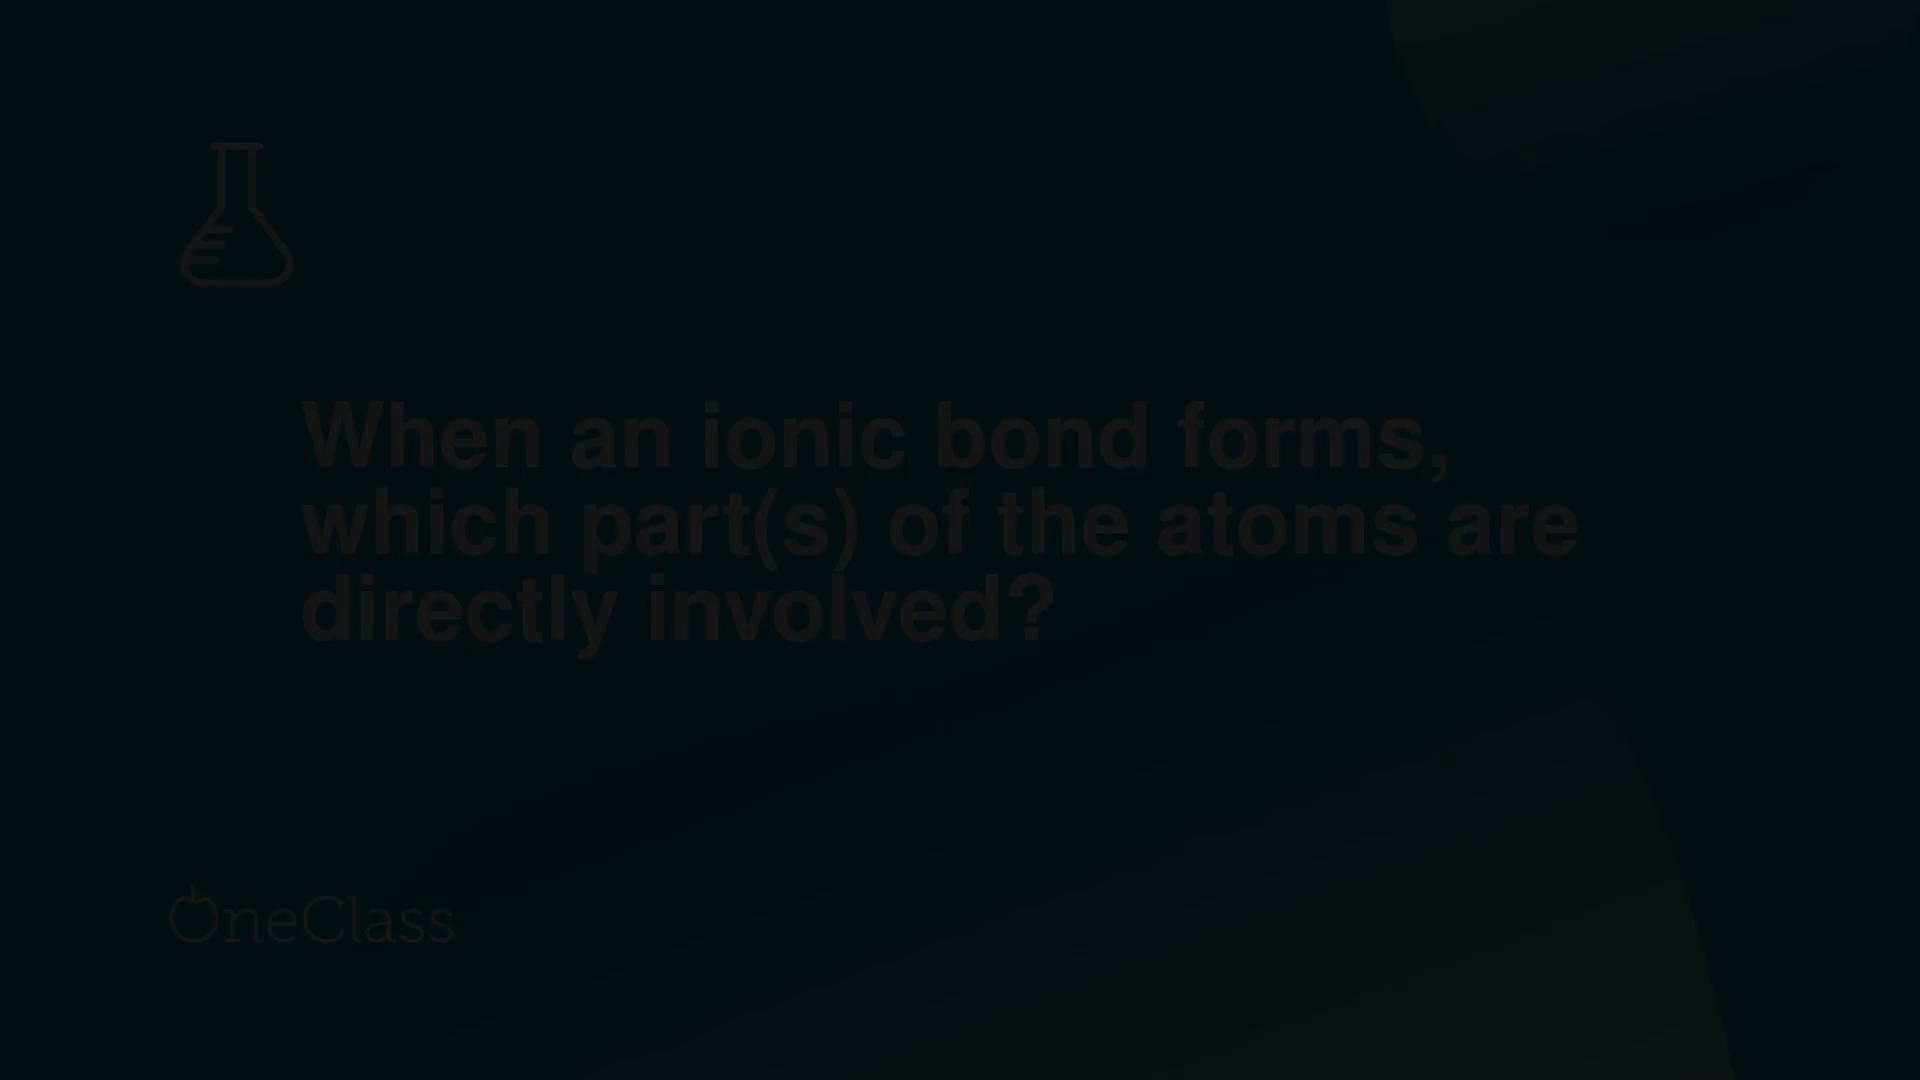 When an ionic bond forms,
which part(s) of the atoms are
directly involved?
OneClass